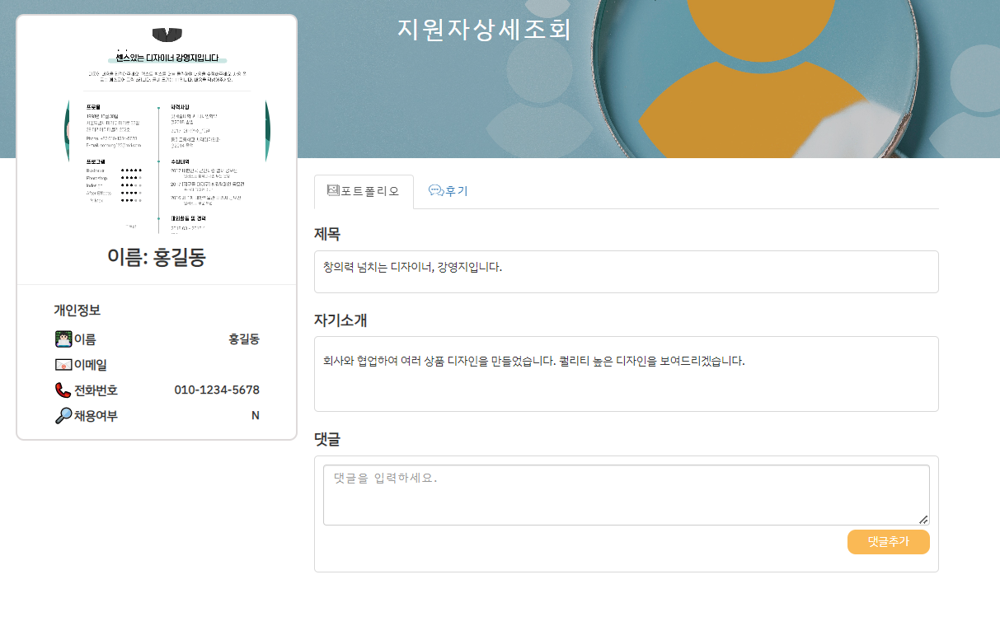 지원자상세조회
센스있는 디자이너 강영지입니다
프로필
학력사항
프로그램
수상내역
Illustrator
Photoshop
Indesign
After Effects
대외활동 및 경력
이름: 홍길동
개인정보
이름 홍길동
이메일
전화번호 010-1234-5678
채용여부 N
포트폴리오 후기
제목
창의력 넘치는 디자이너, 강영지입니다.
자기소개
회사와 협업하여 여러 상품 디자인을 만들었습니다. 퀄리티 높은 디자인을 보여드리겠습니다.
댓글
댓글을 입력하세요.
댓글추가